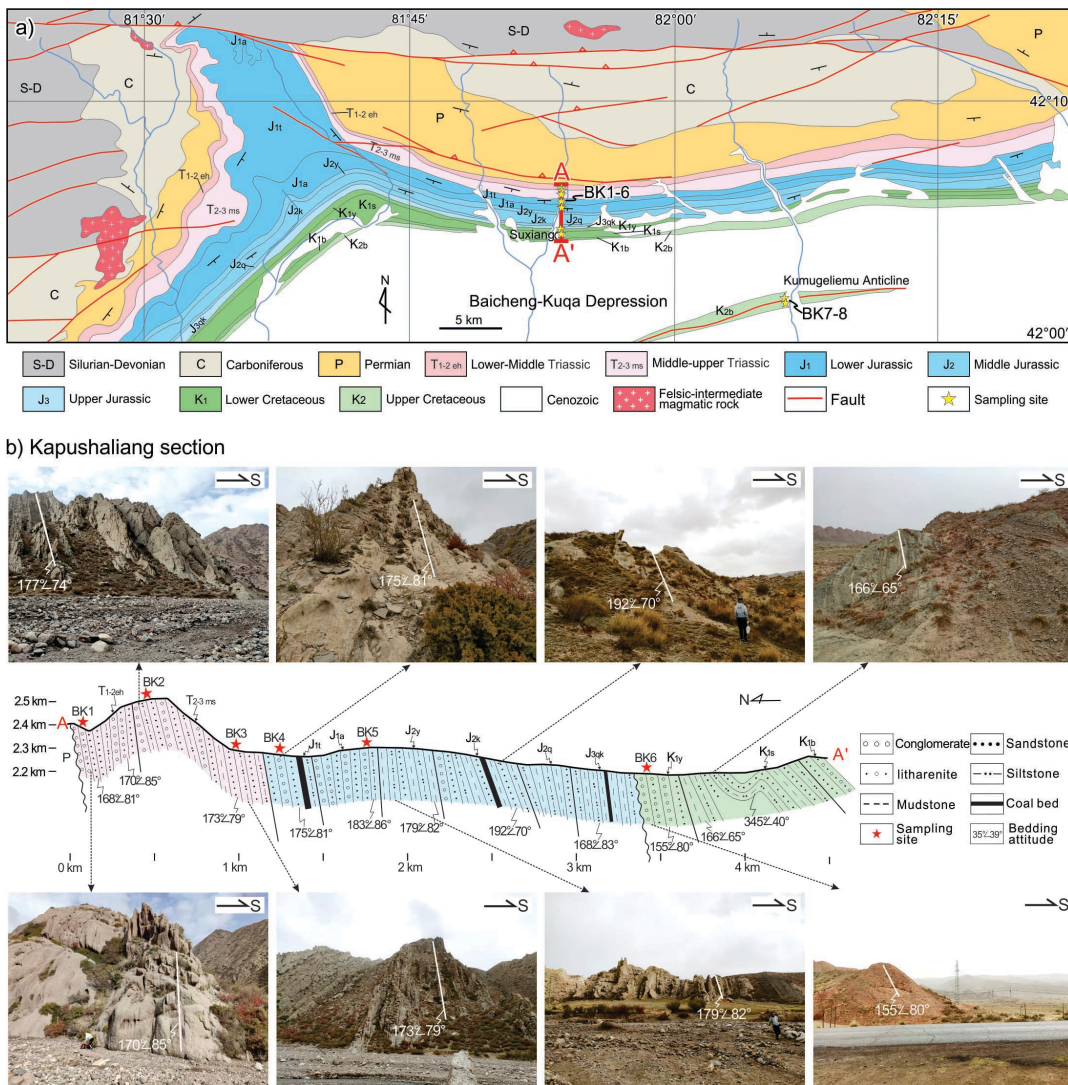 a)
81°30′ 81°45′ 82°00′ 82°15′
J1a
S-D
P
S-D
C
C
42°10′
T1-2 eh
P
J1t
T2-3 ms
T1-2 eh
J2y
A
BK1-6
J1a
J1t
T2-3 ms
J2k
K1s
J1a
J2y
K1y
J2k
J2q
J3qk
K1y
K1s
Suxiang
K1b
K2b
K1b
K2b
A'
J2q
N
Baicheng-Kuqa Depression
Kumugeliemu Anticline
C
K2b
BK7-8
J3qk
5 km
42°00′
S-D Silurian-Devonian
C Carboniferous
P Permian
T1-2 eh Lower-Middle Triassic
T2-3 ms Middle-upper Triassic
J1 Lower Jurassic
J2 Middle Jurassic
J3 Upper Jurassic
K1 Lower Cretaceous
K2 Upper Cretaceous
Cenozoic
Felsic-intermediate magmatic rock
Fault
Sampling site
b) Kapushaliang section
S S S S
177°∠74°
175°∠81°
192°∠70°
166°∠65°
2.5 km
2.4 km
2.3 km
2.2 km
A
BK1
T1-2eh
BK2
T2-3 ms
BK3
BK4
J1t
J1a
BK5
J2y
J2k
J2q
J3qk
BK6
K1y
K1s
K1b
A'
N
P
168°∠81°
170°∠85°
173°∠79°
175°∠81°
183°∠86°
179°∠82°
192°∠70°
168°∠83°
155°∠80°
166°∠65°
345°∠40°
0 km 1 km 2 km 3 km 4 km
Conglomerate
Sandstone
litharenite
Siltstone
Mudstone
Coal bed
Sampling site
35°∠39° Bedding attitude
S S S S
170°∠85°
173°∠79°
179°∠82°
155°∠80°